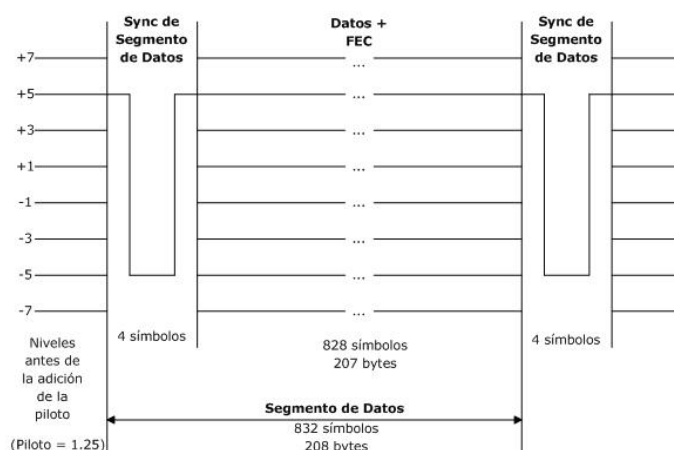 Sync de
Segmento
de Datos
Datos +
FEC
Sync de
Segmento
de Datos
+7
...
+5
...
+3
...
+1
...
-1
...
-3
...
-5
...
-7
...
4 símbolos
828 símbolos
207 bytes
4 símbolos
Niveles
antes de
la adición
de la
piloto
(Piloto = 1.25)
Segmento de Datos
832 símbolos
208 bytes